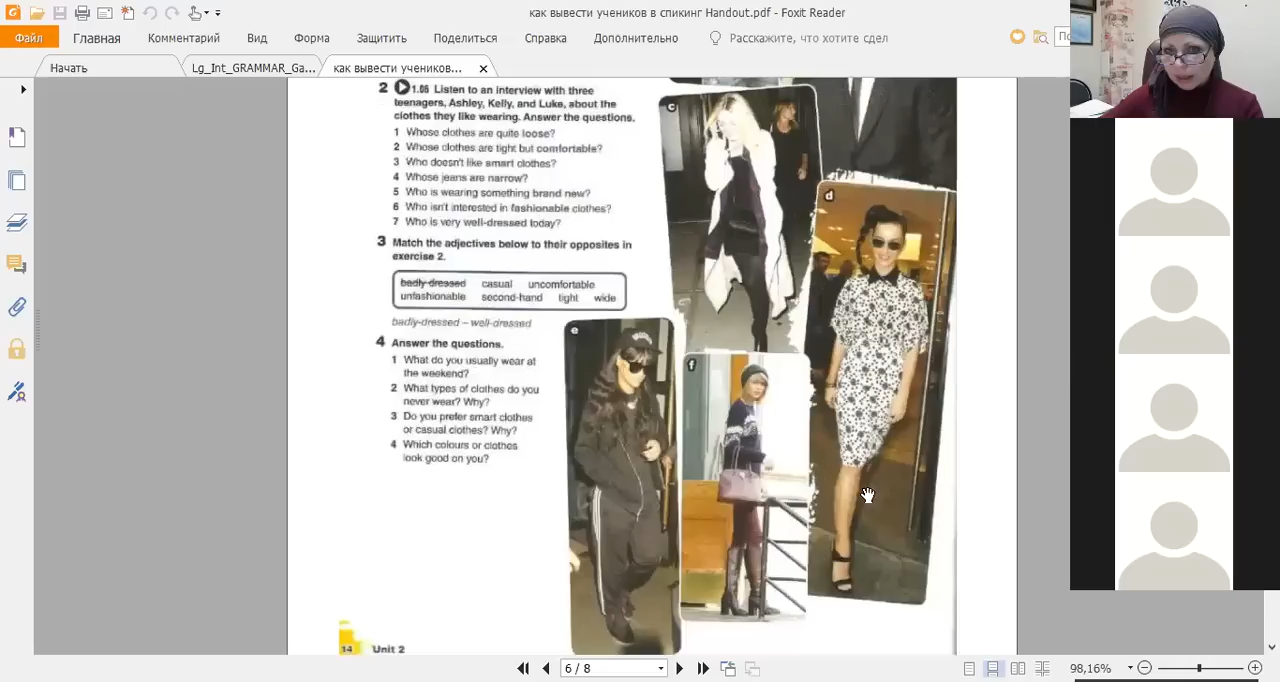 как вывести учеников в спикинг Handout.pdf - Foxit Reader
Файл
Главная
Комментарий
Вид
Форма
Защитить
Поделиться
Справка
Дополнительно
Расскажите, что хотите сдел
По
Начать
Lg_Int_GRAMMAR_Ga...
как вывести учеников...
2 1.06 Listen to an interview with three
teenagers, Ashley, Kelly, and Luke, about the
clothes they like wearing. Answer the questions.
1 Whose clothes are quite loose?
2 Whose clothes are tight but comfortable?
3 Who doesn't like smart clothes?
4 Whose jeans are narrow?
5 Who is wearing something brand new?
6 Who isn't interested in fashionable clothes?
7 Who is very well-dressed today?
3 Match the adjectives below to their opposites in
exercise 2.
badly-dressed casual uncomfortable
unfashionable second-hand tight wide
badly-dressed – well-dressed
4 Answer the questions.
1 What do you usually wear at
the weekend?
2 What types of clothes do you
never wear? Why?
3 Do you prefer smart clothes
or casual clothes? Why?
4 Which colours or clothes
look good on you?
c
d
e
f
14 Unit 2
6 / 8
98,16%